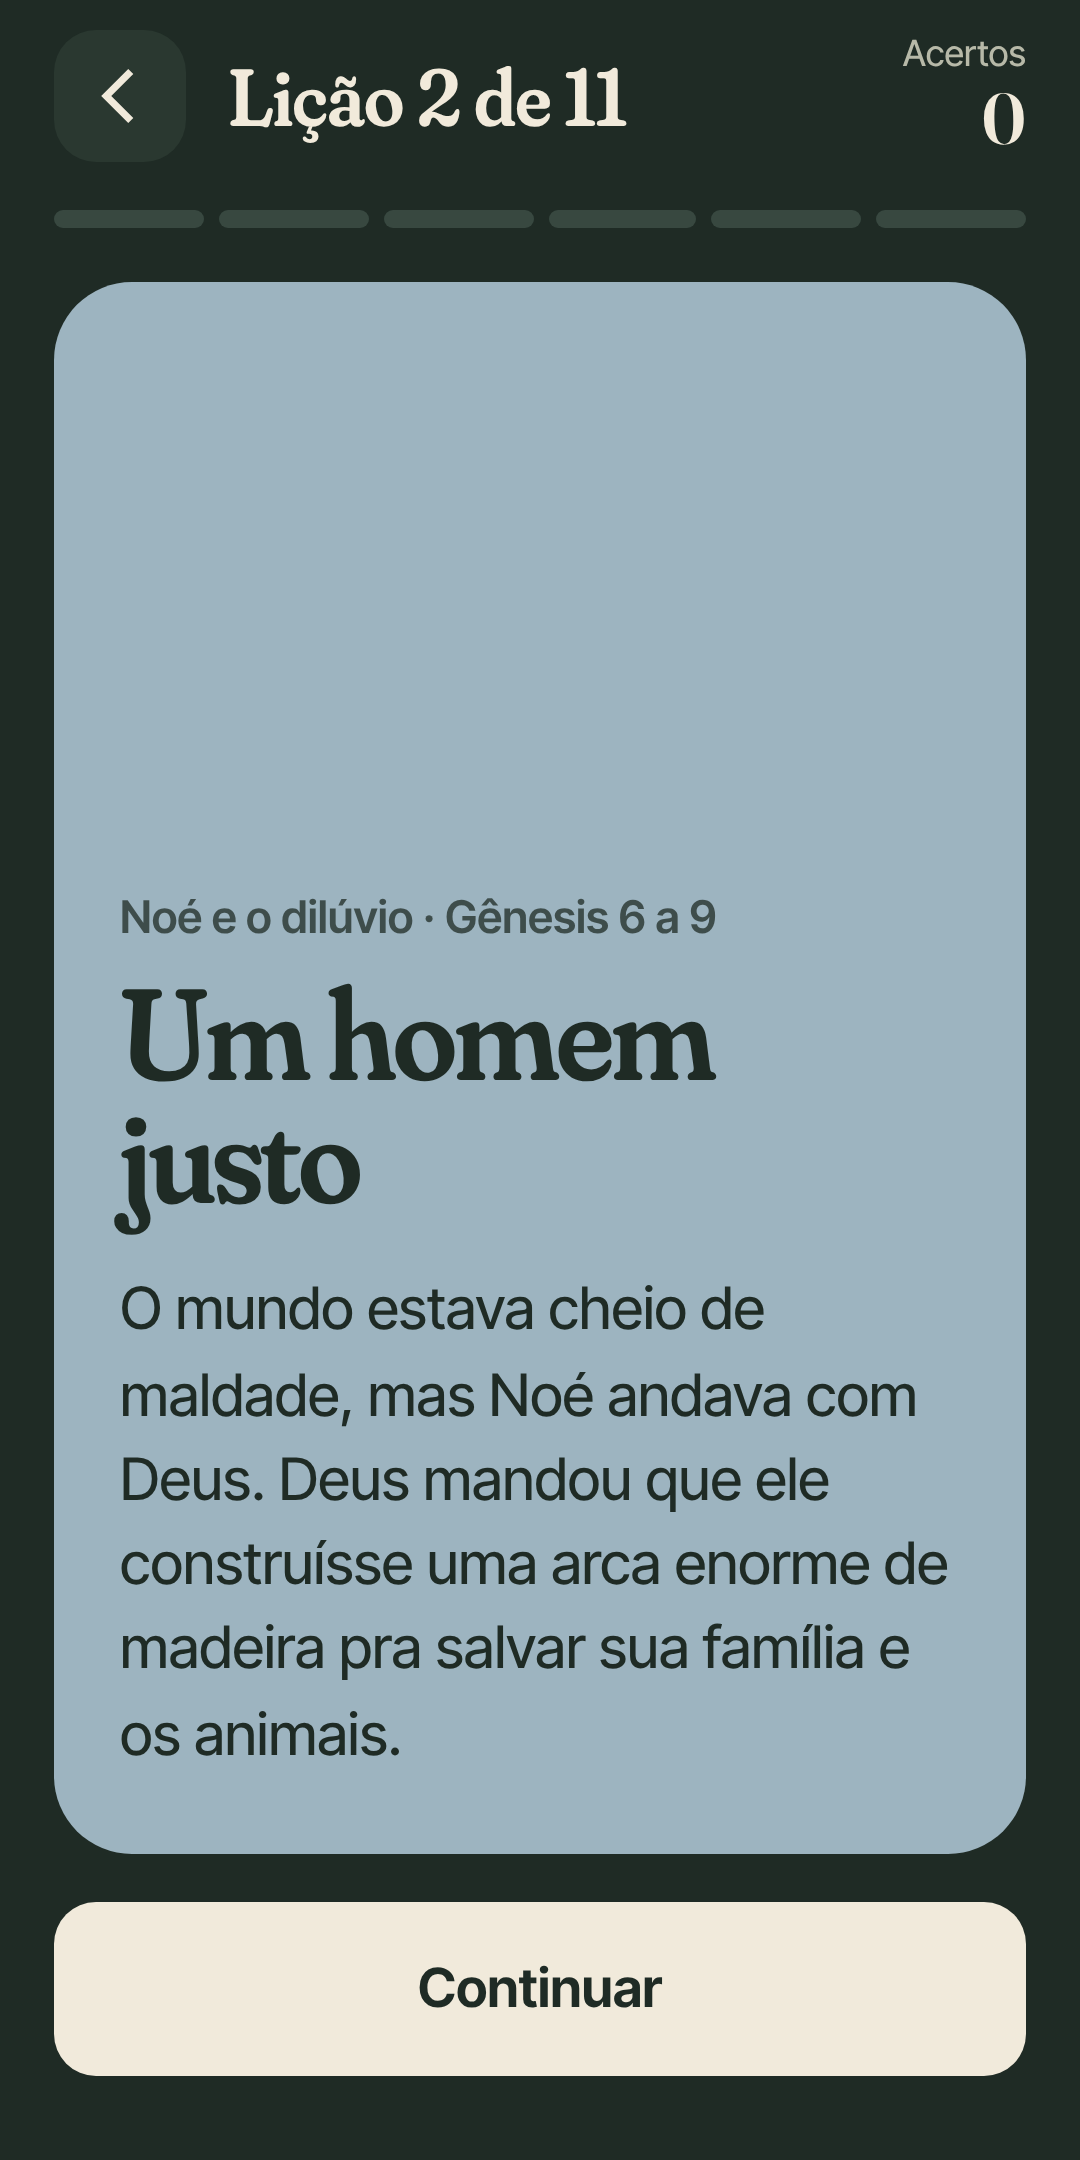 Lição 2 de 11
Acertos
0
Noé e o dilúvio · Gênesis 6 a 9
Um homem
justo
O mundo estava cheio de
maldade, mas Noé andava com
Deus. Deus mandou que ele
construísse uma arca enorme de
madeira pra salvar sua família e
os animais.
Continuar